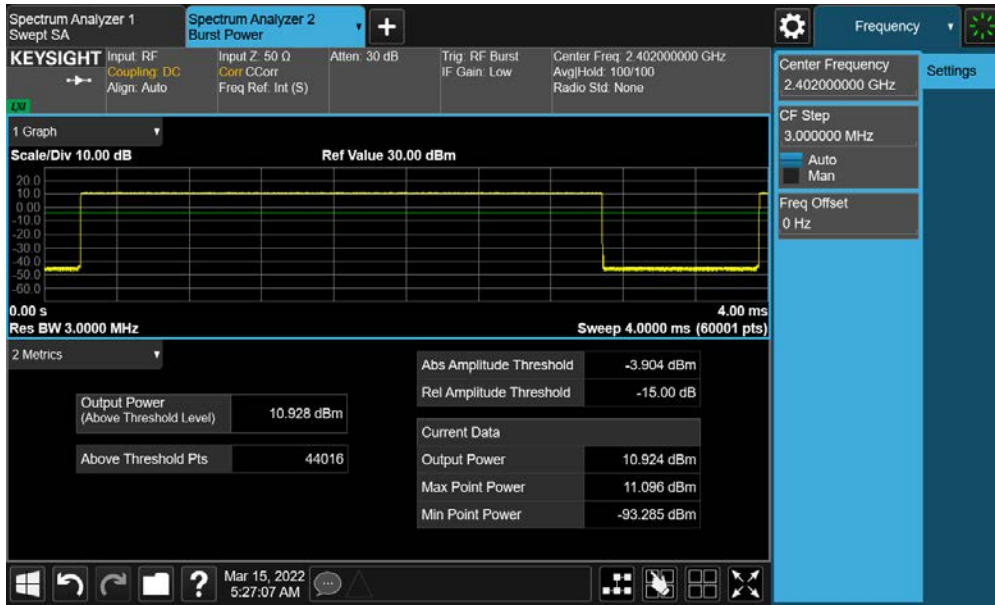 Spectrum Analyzer 1
Swept SA
Spectrum Analyzer 2
Burst Power
Frequency
KEYSIGHT
Input: RF
Coupling: DC
Align: Auto
Input Z: 50 Ω
Corr CCorr
Freq Ref: Int (S)
Atten: 30 dB
Trig: RF Burst
IF Gain: Low
Center Freq: 2.402000000 GHz
Avg|Hold: 100/100
Radio Std: None
LXI
Center Frequency
2.402000000 GHz
Settings
CF Step
3.000000 MHz
Auto
Man
Freq Offset
0 Hz
1 Graph
Scale/Div 10.00 dB
Ref Value 30.00 dBm
20.0
10.0
0.00
-10.0
-20.0
-30.0
-40.0
-50.0
-60.0
0.00 s
4.00 ms
Res BW 3.0000 MHz
Sweep 4.0000 ms (60001 pts)
2 Metrics
Output Power
(Above Threshold Level)
10.928 dBm
Above Threshold Pts
44016
Abs Amplitude Threshold
-3.904 dBm
Rel Amplitude Threshold
-15.00 dB
Current Data
Output Power
10.924 dBm
Max Point Power
11.096 dBm
Min Point Power
-93.285 dBm
?
Mar 15, 2022
5:27:07 AM